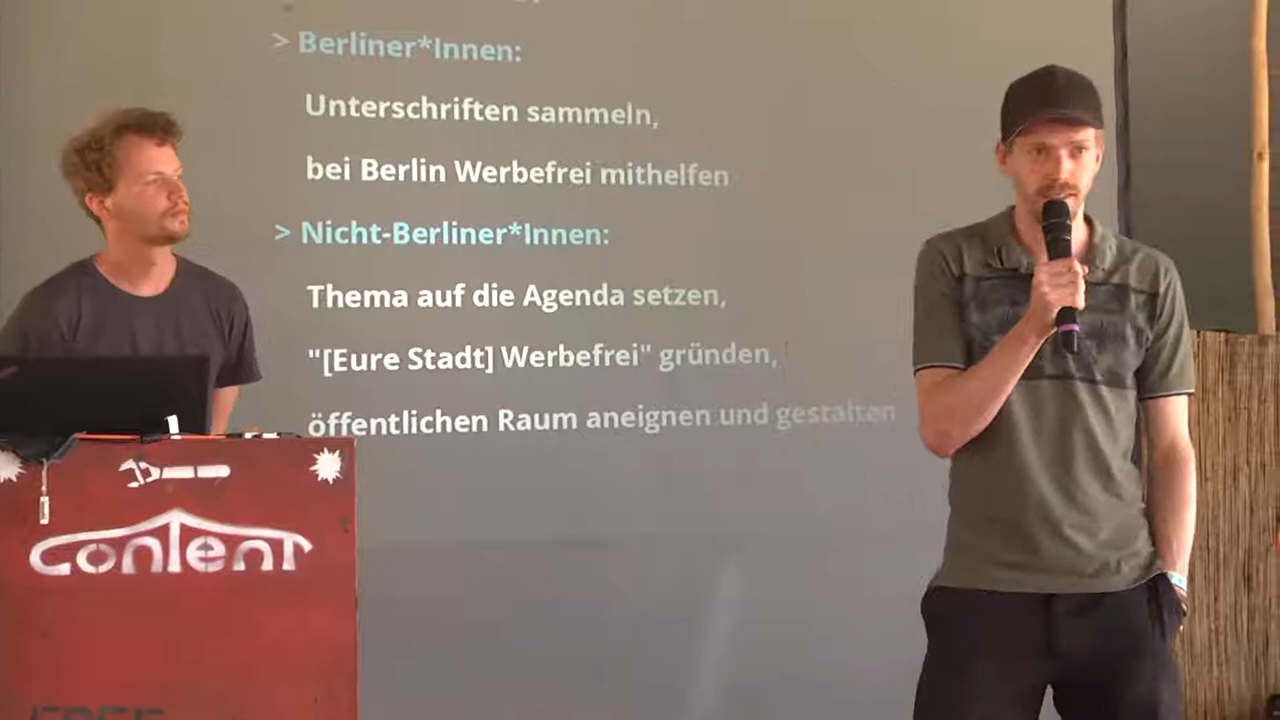 > Berliner*Innen:
Unterschriften sammeln,
bei Berlin Werbefrei mithelfen
> Nicht-Berliner*Innen:
Thema auf die Agenda setzen,
"[Eure Stadt] Werbefrei" gründen,
öffentlichen Raum aneignen und gestalten
conTenT